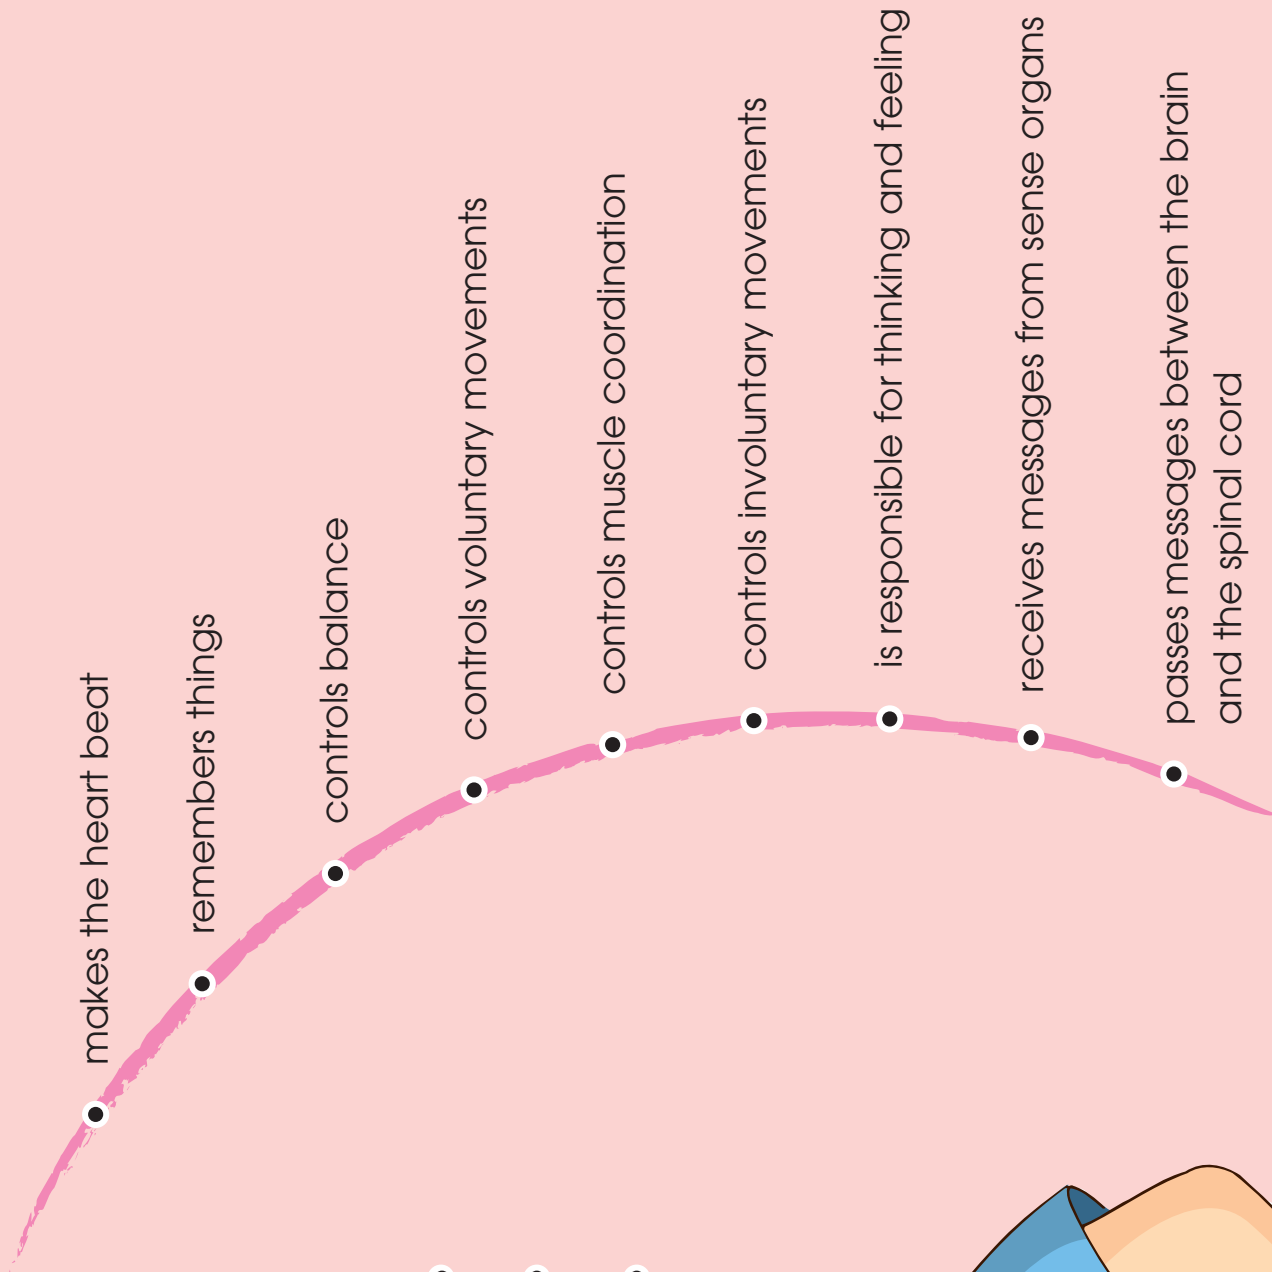 makes the heart beat
remembers things
controls balance
controls voluntary movements
controls muscle coordination
controls involuntary movements
is responsible for thinking and feeling
receives messages from sense organs
passes messages between the brain
and the spinal cord